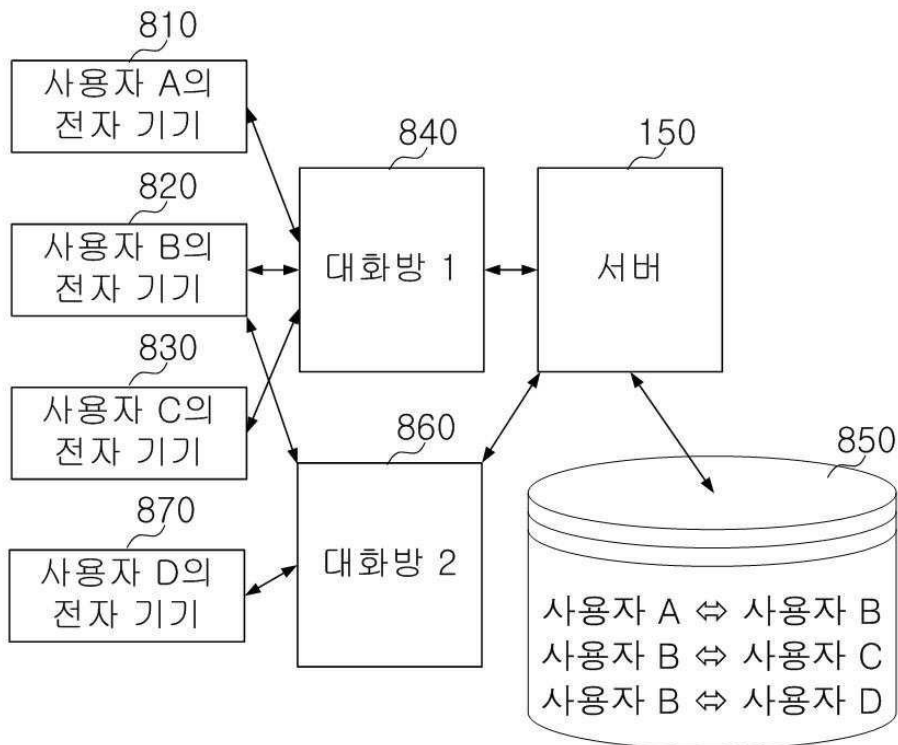 810
사용자 A의
전자 기기
820
사용자 B의
전자 기기
830
사용자 C의
전자 기기
870
사용자 D의
전자 기기
840
대화방 1
860
대화방 2
150
서버
850
사용자 A ⇔ 사용자 B
사용자 B ⇔ 사용자 C
사용자 B ⇔ 사용자 D